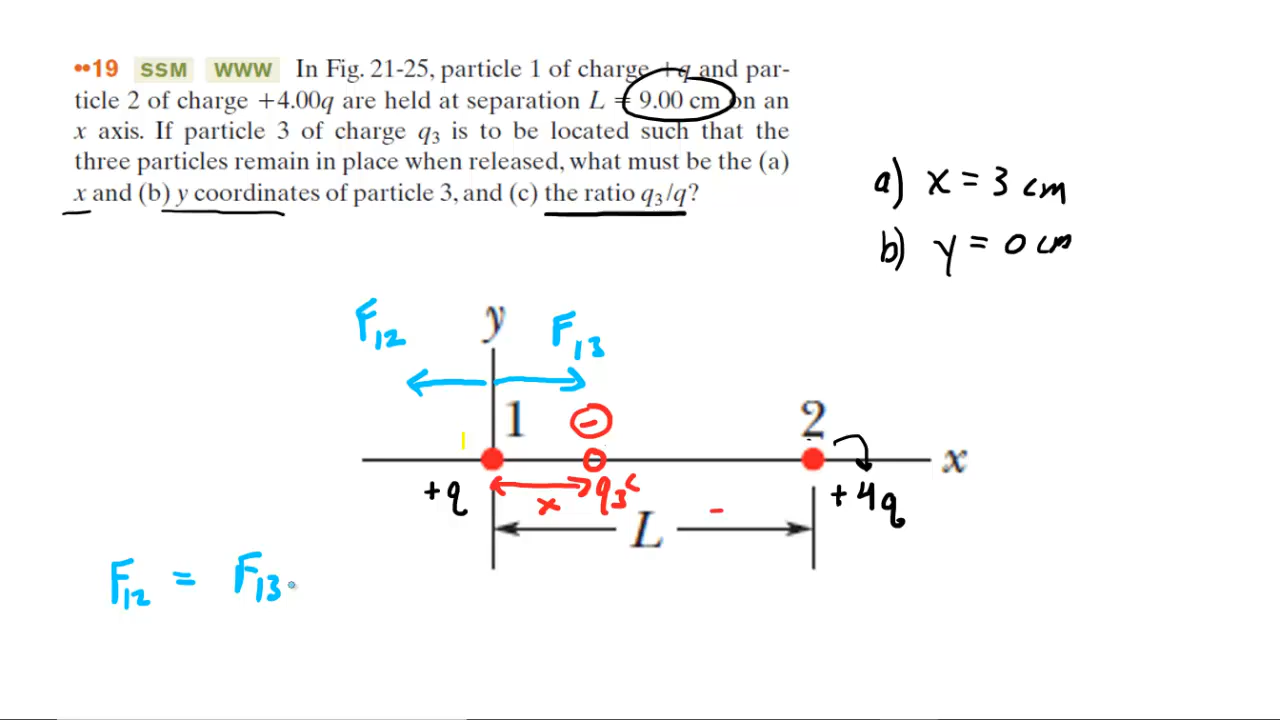 ••19 SSM WWW In Fig. 21-25, particle 1 of charge +q and par-
ticle 2 of charge +4.00q are held at separation L = 9.00 cm on an
x axis. If particle 3 of charge q₃ is to be located such that the
three particles remain in place when released, what must be the (a)
x and (b) y coordinates of particle 3, and (c) the ratio q₃/q?
a) x = 3 cm
b) y = 0 cm
F₁₂ y F₁₃
1 - 2
x
+q x q₃ +4q
L -
F₁₂ = F₁₃